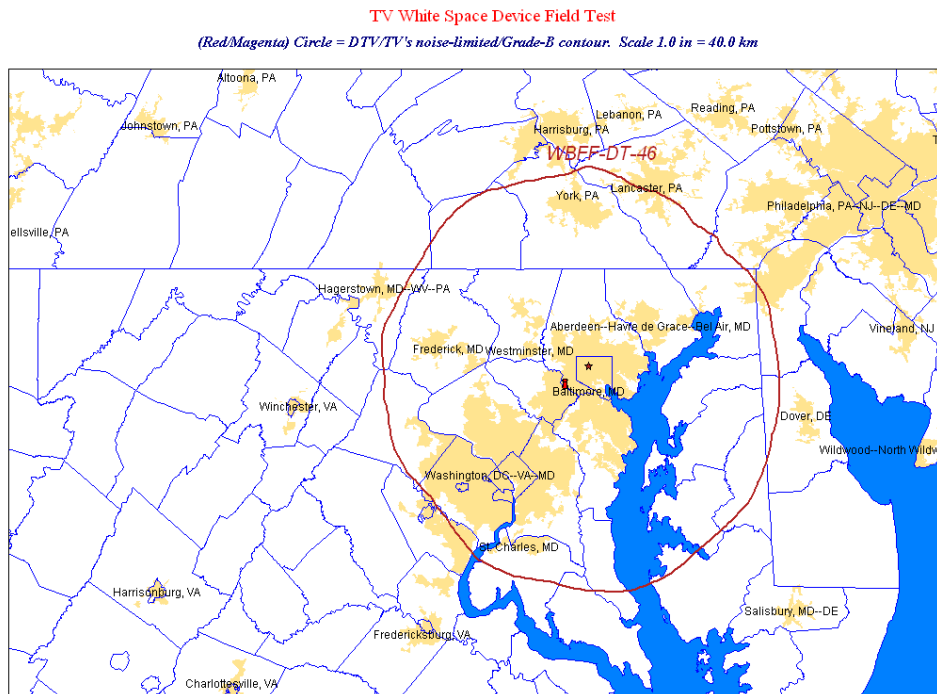 TV White Space Device Field Test
(Red/Magenta) Circle = DTV/TV's noise-limited/Grade-B contour. Scale 1.0 in = 40.0 km
Altoona, PA
Johnstown, PA
Harrisburg, PA
Lebanon, PA
Reading, PA
Pottstown, PA
WBFF-DT-46
York, PA
Lancaster, PA
Philadelphia, PA--NJ--DE--MD
ellsville, PA
Hagerstown, MD--WV--PA
Aberdeen--Havre de Grace--Bel Air, MD
Vineland, NJ
Frederick, MD
Westminster, MD
Baltimore, MD
Winchester, VA
Dover, DE
Wildwood--North Wildw
Washington, DC--VA--MD
St. Charles, MD
Harrisonburg, VA
Fredericksburg, VA
Salisbury, MD--DE
Charlottesville, VA